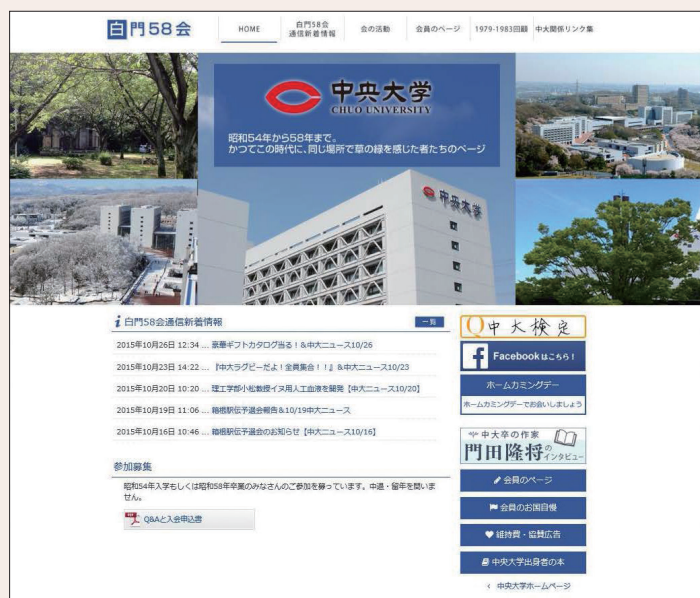 白門58会
HOME
白門58会
通信新着情報
会の活動
会員のページ
1979-1983回顧
中大関係リンク集
中央大学
CHUO UNIVERSITY
昭和54年から58年まで。
かつてこの時代に、同じ場所で草の緑を感じた者たちのページ
中央大学
i 白門58会通信新着情報
一覧
2015年10月26日 12:34 ... 豪華ギフトカタログ当る！&中大ニュース10/26
2015年10月23日 14:22 ... 『中大ラグビーだよ！全員集合！！』&中大ニュース10/23
2015年10月20日 10:20 ... 理工学部小松教授イヌ用人工血液を開発【中大ニュース10/20】
2015年10月19日 11:06 ... 箱根駅伝予選会報告&10/19中大ニュース
2015年10月16日 10:46 ... 箱根駅伝予選会のお知らせ【中大ニュース10/16】
参加募集
昭和54年入学もしくは昭和58年卒業のみなさんのご参加を募っています。中退・留年を問いま
せん。
Q&Aと入会申込書
Q中大検定
f Facebookはこちら！
ホームカミングデー
ホームカミングデーでお会いしましょう
中大卒の作家
門田隆将のインタビュー
会員のページ
会員のお国自慢
維持費・協賛広告
中央大学出身者の本
‹ 中央大学ホームページ